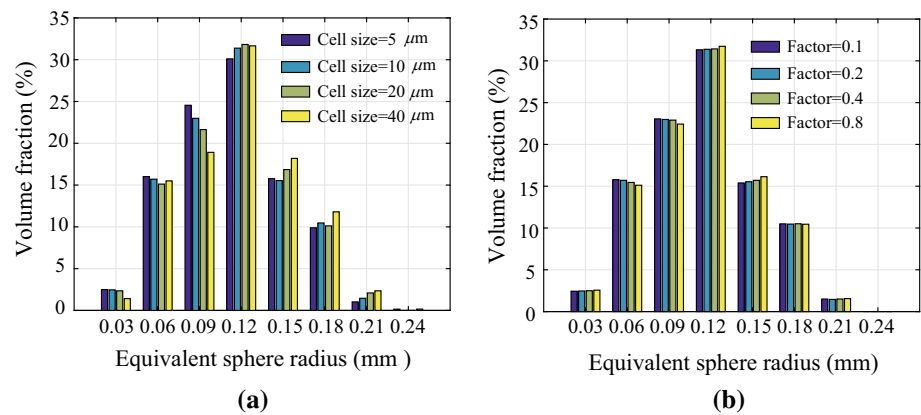 35
30
25
20
15
10
5
0
Volume fraction (%)
Cell size=5 μm
Cell size=10 μm
Cell size=20 μm
Cell size=40 μm
0.03 0.06 0.09 0.12 0.15 0.18 0.21 0.24
Equivalent sphere radius (mm )
(a)
35
30
25
20
15
10
5
0
Volume fraction (%)
Factor=0.1
Factor=0.2
Factor=0.4
Factor=0.8
0.03 0.06 0.09 0.12 0.15 0.18 0.21 0.24
Equivalent sphere radius (mm)
(b)